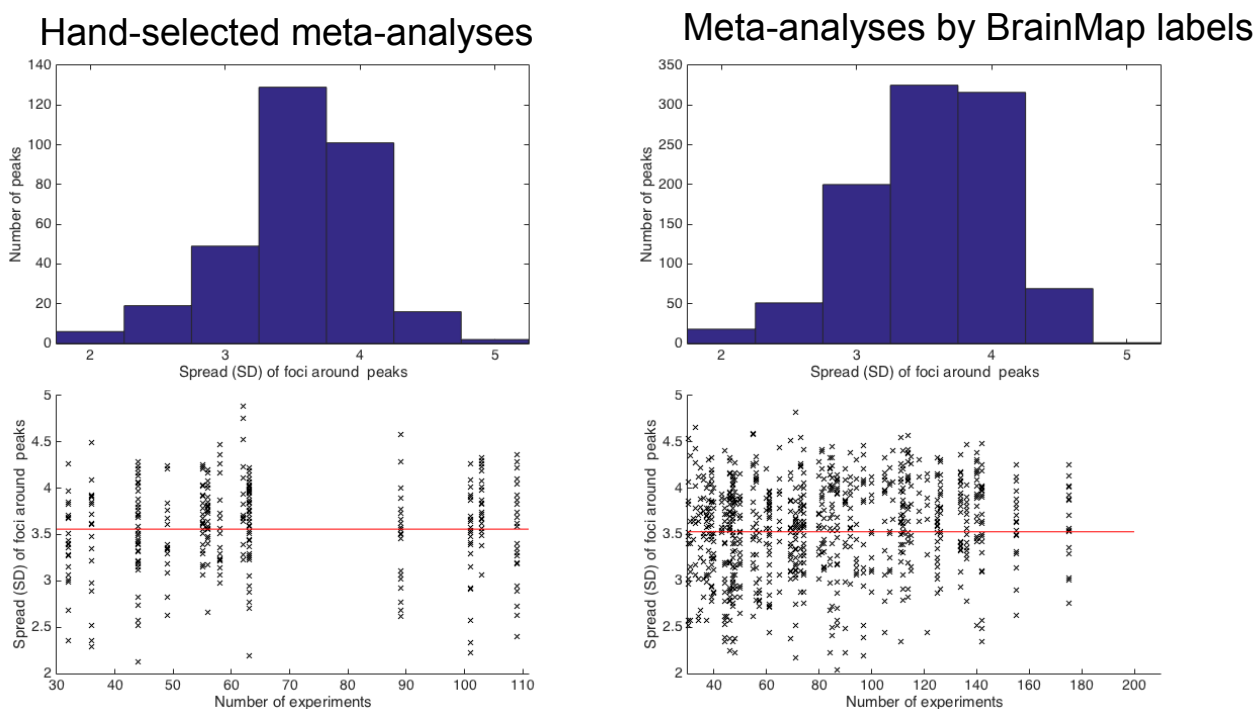 Hand-selected meta-analyses
Meta-analyses by BrainMap labels
140
120
100
80
60
40
20
0
Number of peaks
2 3 4 5
Spread (SD) of foci around peaks
350
300
250
200
150
100
50
0
Number of peaks
2 3 4 5
Spread (SD) of foci around peaks
5
4.5
4
3.5
3
2.5
2
Spread (SD) of foci around peaks
30 40 50 60 70 80 90 100 110
Number of experiments
5
4.5
4
3.5
3
2.5
2
Spread (SD) of foci around peaks
40 60 80 100 120 140 160 180 200
Number of experiments